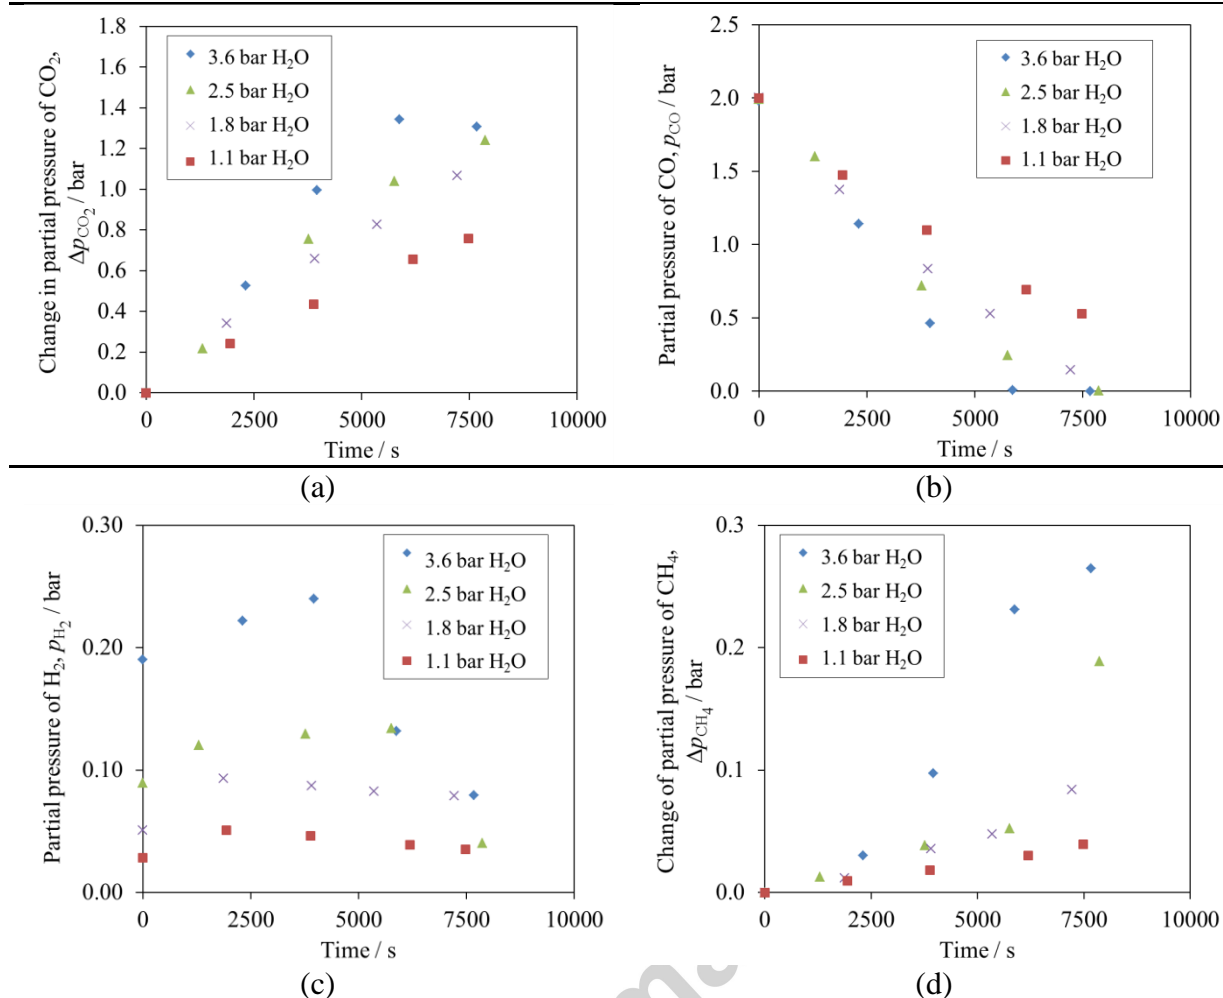 Change in partial pressure of CO₂,
Δp_CO₂ / bar
1.8
1.6
1.4
1.2
1.0
0.8
0.6
0.4
0.2
0.0
3.6 bar H₂O
2.5 bar H₂O
1.8 bar H₂O
1.1 bar H₂O
0 2500 5000 7500 10000
Time / s
(a)
Partial pressure of CO, p_CO / bar
2.5
2.0
1.5
1.0
0.5
0.0
3.6 bar H₂O
2.5 bar H₂O
1.8 bar H₂O
1.1 bar H₂O
0 2500 5000 7500 10000
Time / s
(b)
Partial pressure of H₂, p_H₂ / bar
0.30
0.20
0.10
0.00
3.6 bar H₂O
2.5 bar H₂O
1.8 bar H₂O
1.1 bar H₂O
0 2500 5000 7500 10000
Time / s
(c)
Change of partial pressure of CH₄,
Δp_CH₄ / bar
0.3
0.2
0.1
0.0
3.6 bar H₂O
2.5 bar H₂O
1.8 bar H₂O
1.1 bar H₂O
0 2500 5000 7500 10000
Time / s
(d)